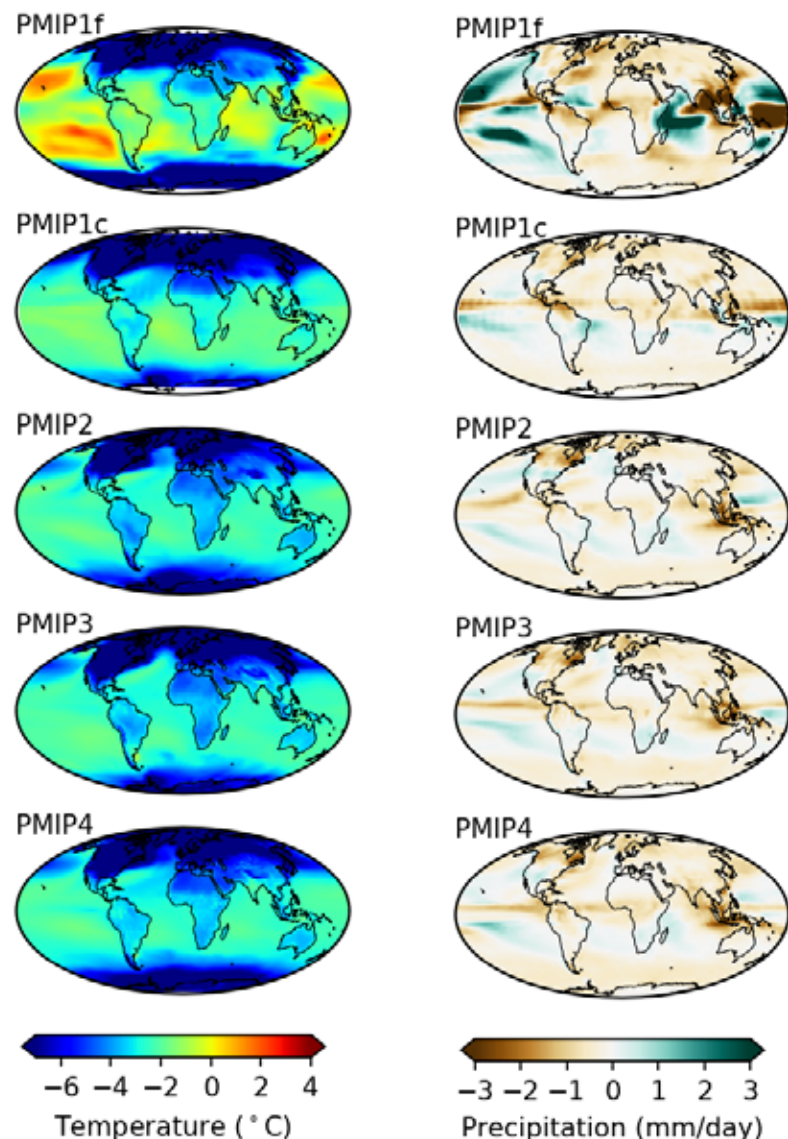 PMIP1f
PMIP1f
PMIP1c
PMIP1c
PMIP2
PMIP2
PMIP3
PMIP3
PMIP4
PMIP4
−6 −4 −2 0 2 4
−3 −2 −1 0 1 2 3
Temperature (°C)
Precipitation (mm/day)